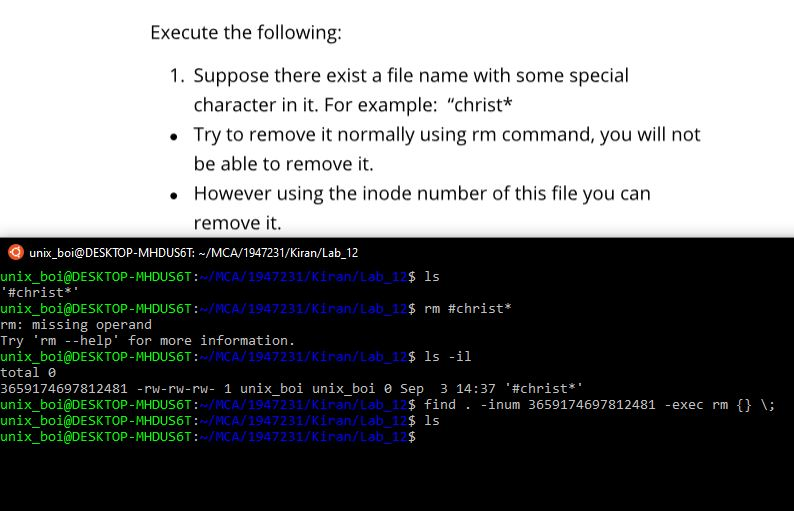 Execute the following:
1. Suppose there exist a file name with some special
character in it. For example: “christ*
• Try to remove it normally using rm command, you will not
be able to remove it.
• However using the inode number of this file you can
remove it.
unix_boi@DESKTOP-MHDUS6T: ~/MCA/1947231/Kiran/Lab_12
unix_boi@DESKTOP-MHDUS6T:~/MCA/1947231/Kiran/Lab_12$ ls
'#christ*'
unix_boi@DESKTOP-MHDUS6T:~/MCA/1947231/Kiran/Lab_12$ rm #christ*
rm: missing operand
Try 'rm --help' for more information.
unix_boi@DESKTOP-MHDUS6T:~/MCA/1947231/Kiran/Lab_12$ ls -il
total 0
3659174697812481 -rw-rw-rw- 1 unix_boi unix_boi 0 Sep  3 14:37 '#christ*'
unix_boi@DESKTOP-MHDUS6T:~/MCA/1947231/Kiran/Lab_12$ find . -inum 3659174697812481 -exec rm {} \;
unix_boi@DESKTOP-MHDUS6T:~/MCA/1947231/Kiran/Lab_12$ ls
unix_boi@DESKTOP-MHDUS6T:~/MCA/1947231/Kiran/Lab_12$